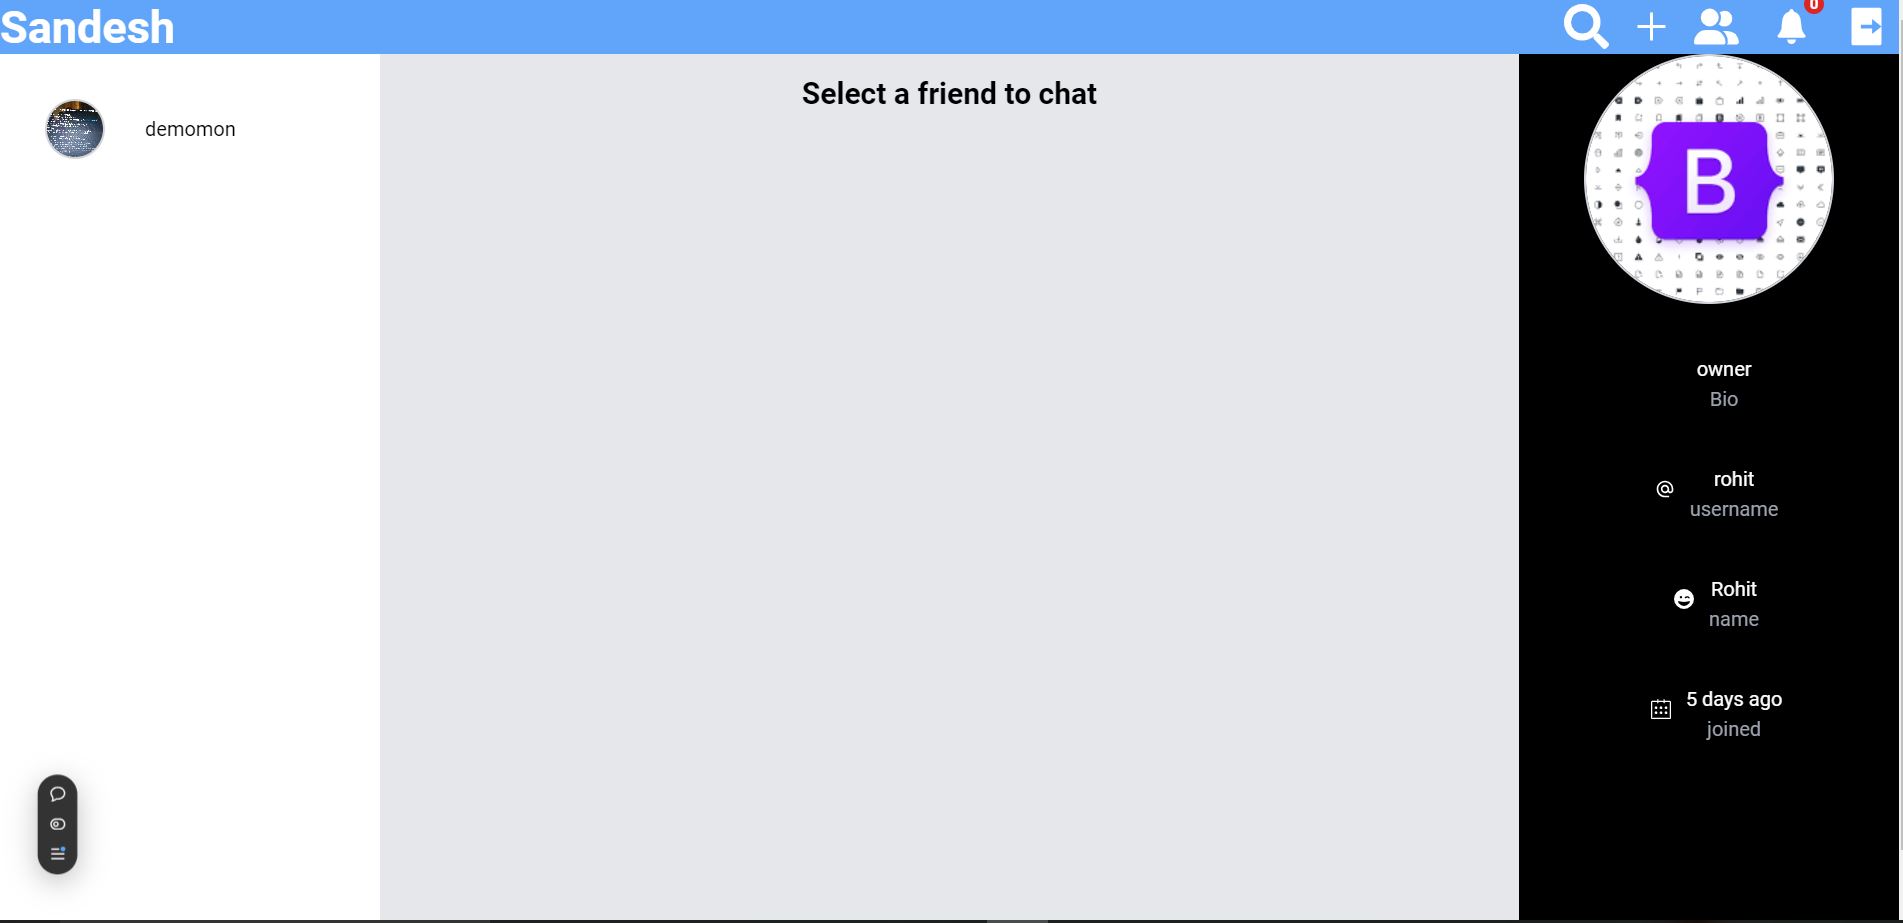 Sandesh
0
demomon
Select a friend to chat
B
owner
Bio
rohit
username
Rohit
name
5 days ago
joined